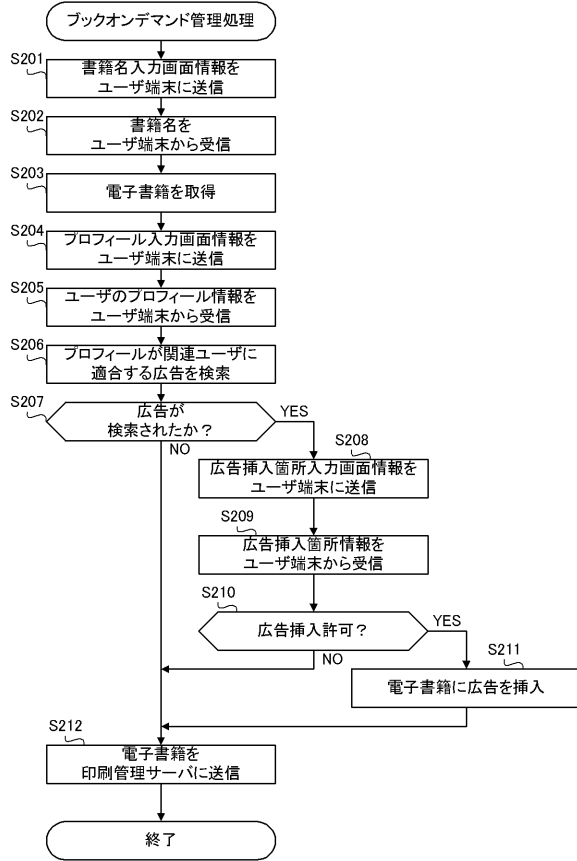 ブックオンデマンド管理処理
S201
書籍名入力画面情報を
ユーザ端末に送信
S202
書籍名を
ユーザ端末から受信
S203
電子書籍を取得
S204
プロフィール入力画面情報を
ユーザ端末に送信
S205
ユーザのプロフィール情報を
ユーザ端末から受信
S206
プロフィールが関連ユーザに
適合する広告を検索
S207
広告が
検索されたか？
YES
NO
S208
広告挿入箇所入力画面情報を
ユーザ端末に送信
S209
広告挿入箇所情報を
ユーザ端末から受信
S210
広告挿入許可？
YES
NO
S211
電子書籍に広告を挿入
S212
電子書籍を
印刷管理サーバに送信
終了